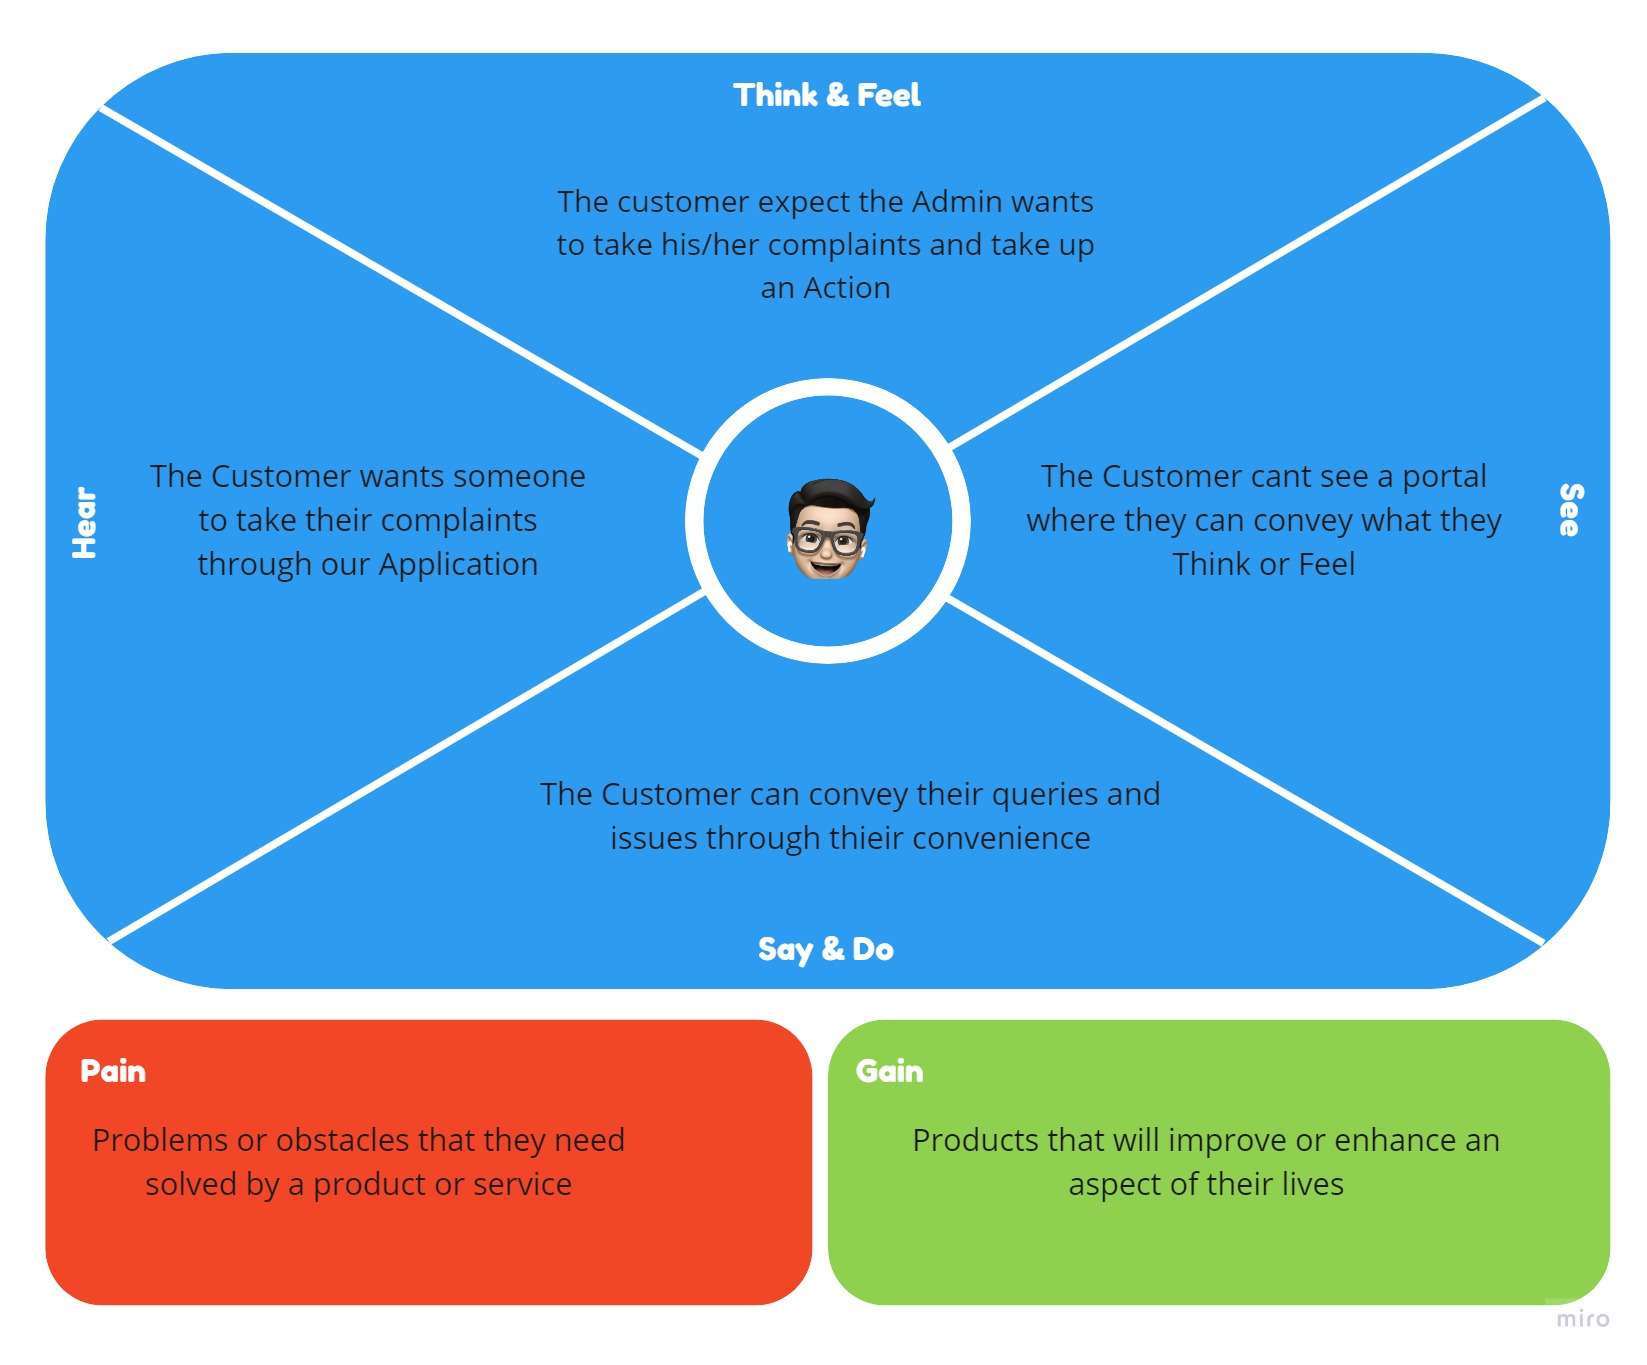 Think & Feel
The customer expect the Admin wants
to take his/her complaints and take up
an Action
Hear
The Customer wants someone
to take their complaints
through our Application
The Customer cant see a portal
where they can convey what they
Think or Feel
See
The Customer can convey their queries and
issues through thieir convenience
Say & Do
Pain
Problems or obstacles that they need
solved by a product or service
Gain
Products that will improve or enhance an
aspect of their lives
miro